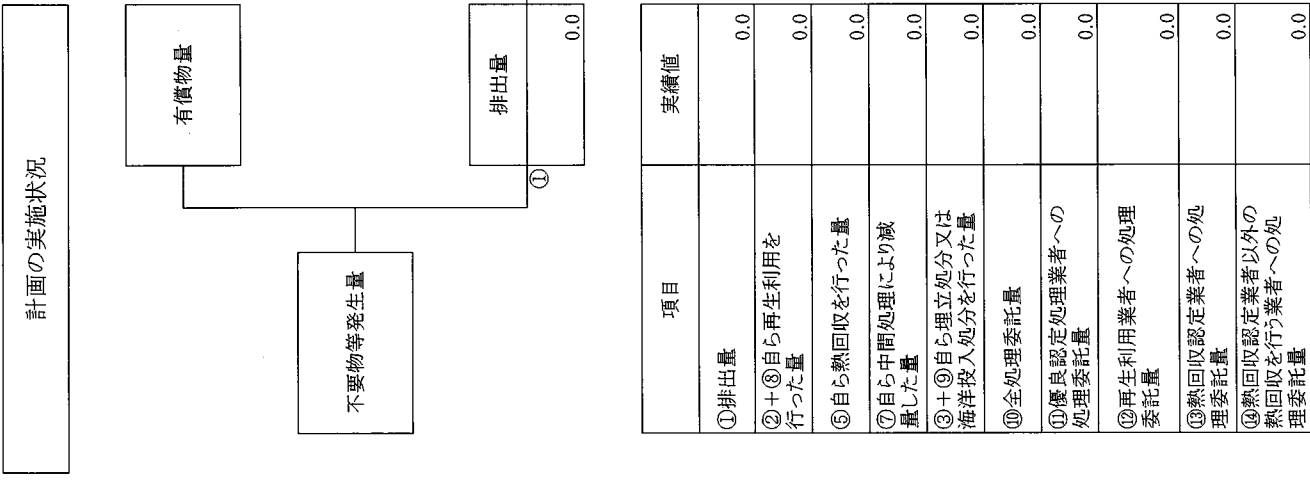 計画の実施状況
有償物量
不要物等発生量
①
排出量
0.0
項目
実績値
①排出量
0.0
②+⑧自ら再生利用を
行った量
0.0
⑤自ら熱回収を行った量
0.0
⑦自ら中間処理により減
量した量
0.0
③+⑨自ら埋立処分又は
海洋投入処分を行った量
0.0
⑩全処理委託量
0.0
⑪優良認定処理業者への
処理委託量
0.0
⑫再生利用業者への処理
委託量
0.0
⑬熱回収認定業者への処
理委託量
0.0
⑭熱回収認定業者以外の
熱回収を行う業者への処
理委託量
0.0